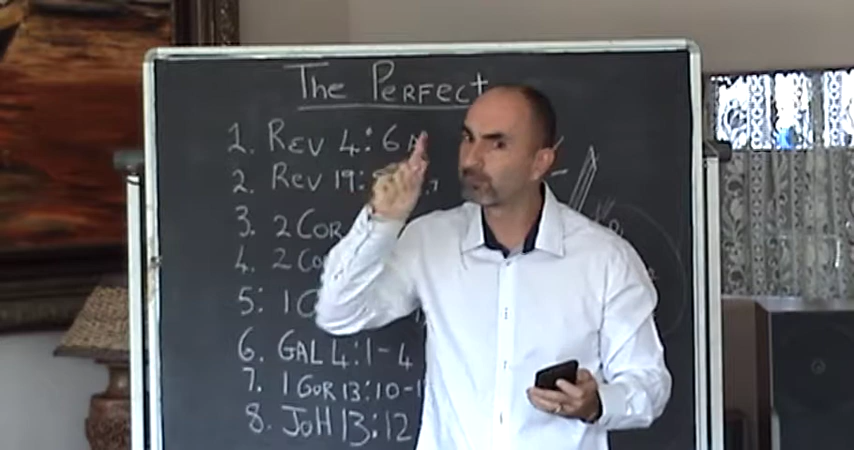 The Perfect
1. Rev 4:6
2. Rev 19:
3. 2 Cor
4. 2 Co
5: 1
6. GAL 4:1-4
7. 1 Cor 13:10-1
8. JoH 13:12